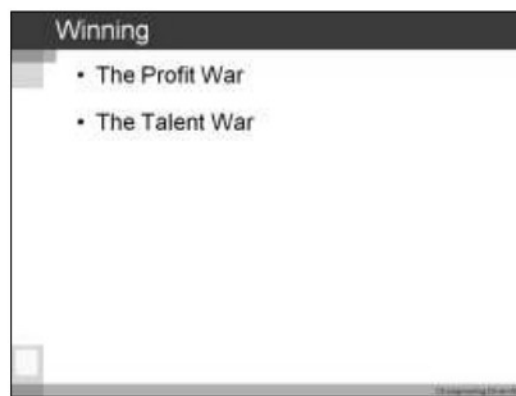 Winning
• The Profit War
• The Talent War